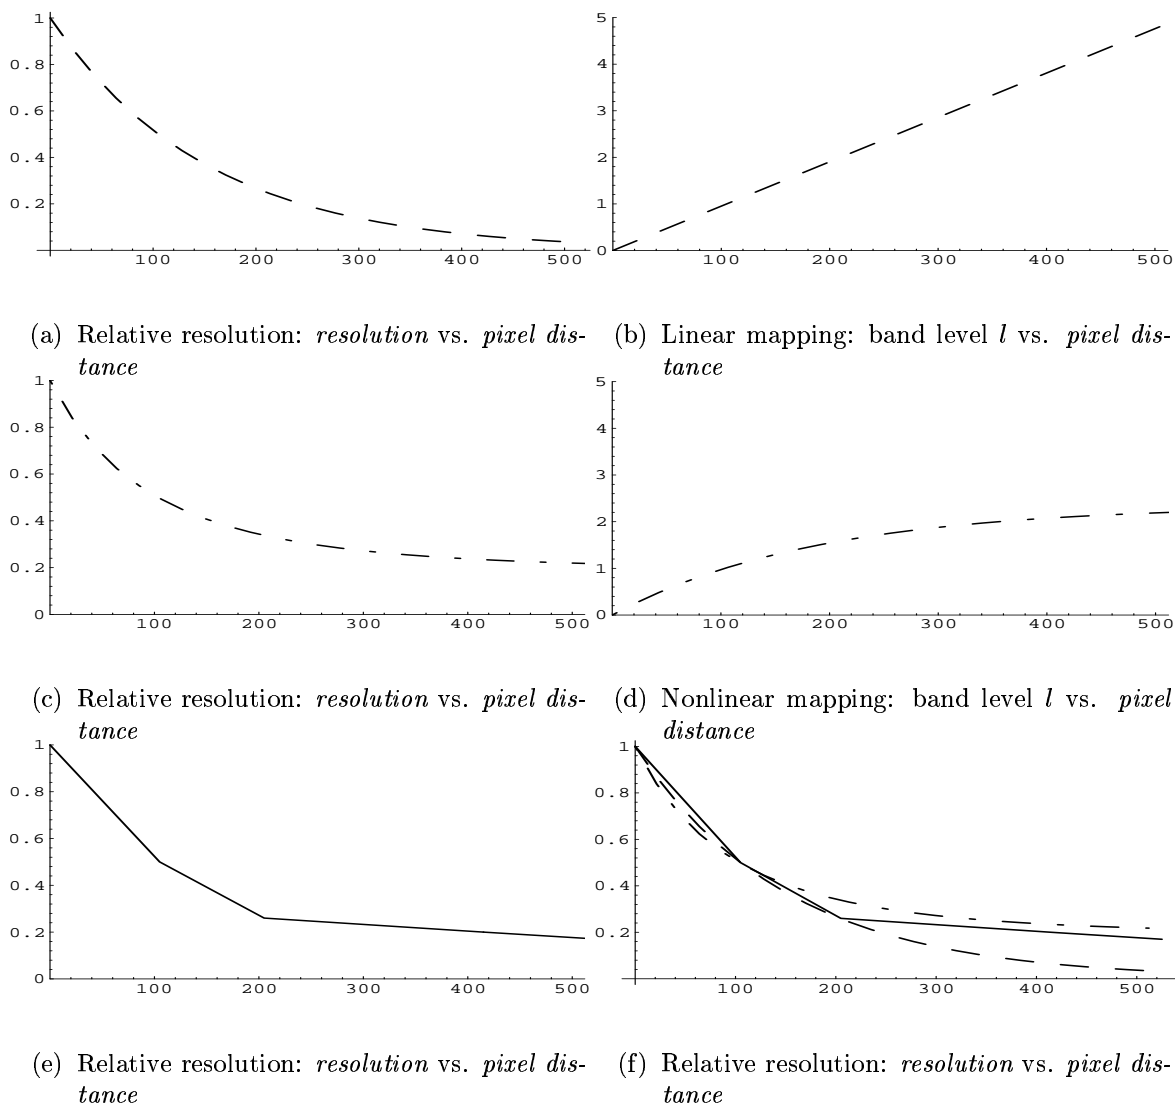 1
0.8
0.6
0.4
0.2
100 200 300 400 500
5
4
3
2
1
0
100 200 300 400 500
(a) Relative resolution: resolution vs. pixel dis-
tance
(b) Linear mapping: band level l vs. pixel dis-
tance
1
0.8
0.6
0.4
0.2
0
100 200 300 400 500
5
4
3
2
1
0
100 200 300 400 500
(c) Relative resolution: resolution vs. pixel dis-
tance
(d) Nonlinear mapping: band level l vs. pixel
distance
1
0.8
0.6
0.4
0.2
0
100 200 300 400 500
1
0.8
0.6
0.4
0.2
100 200 300 400 500
(e) Relative resolution: resolution vs. pixel dis-
tance
(f) Relative resolution: resolution vs. pixel dis-
tance